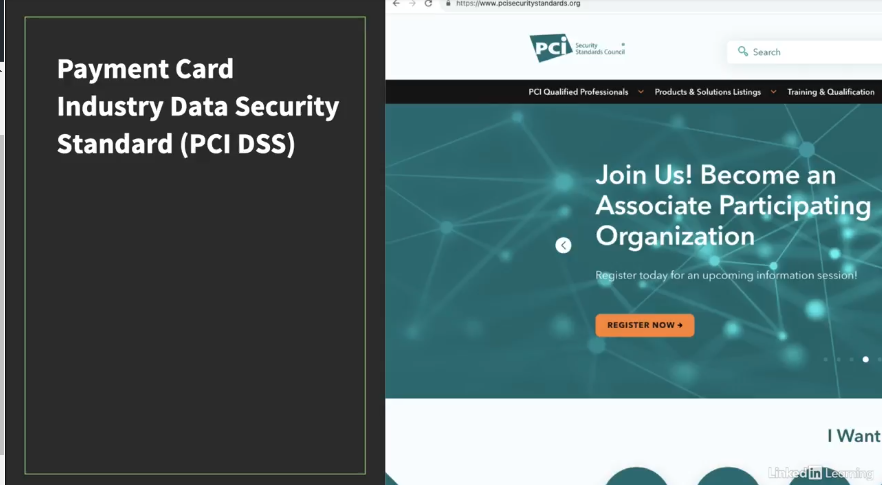 Payment Card
Industry Data Security
Standard (PCI DSS)
https://www.pcisecuritystandards.org
PCI Security
Standards Council
Search
PCI Qualified Professionals Products & Solutions Listings Training & Qualification
Join Us! Become an
Associate Participating
Organization
Register today for an upcoming information session!
REGISTER NOW
I Want
LinkedIn Learning